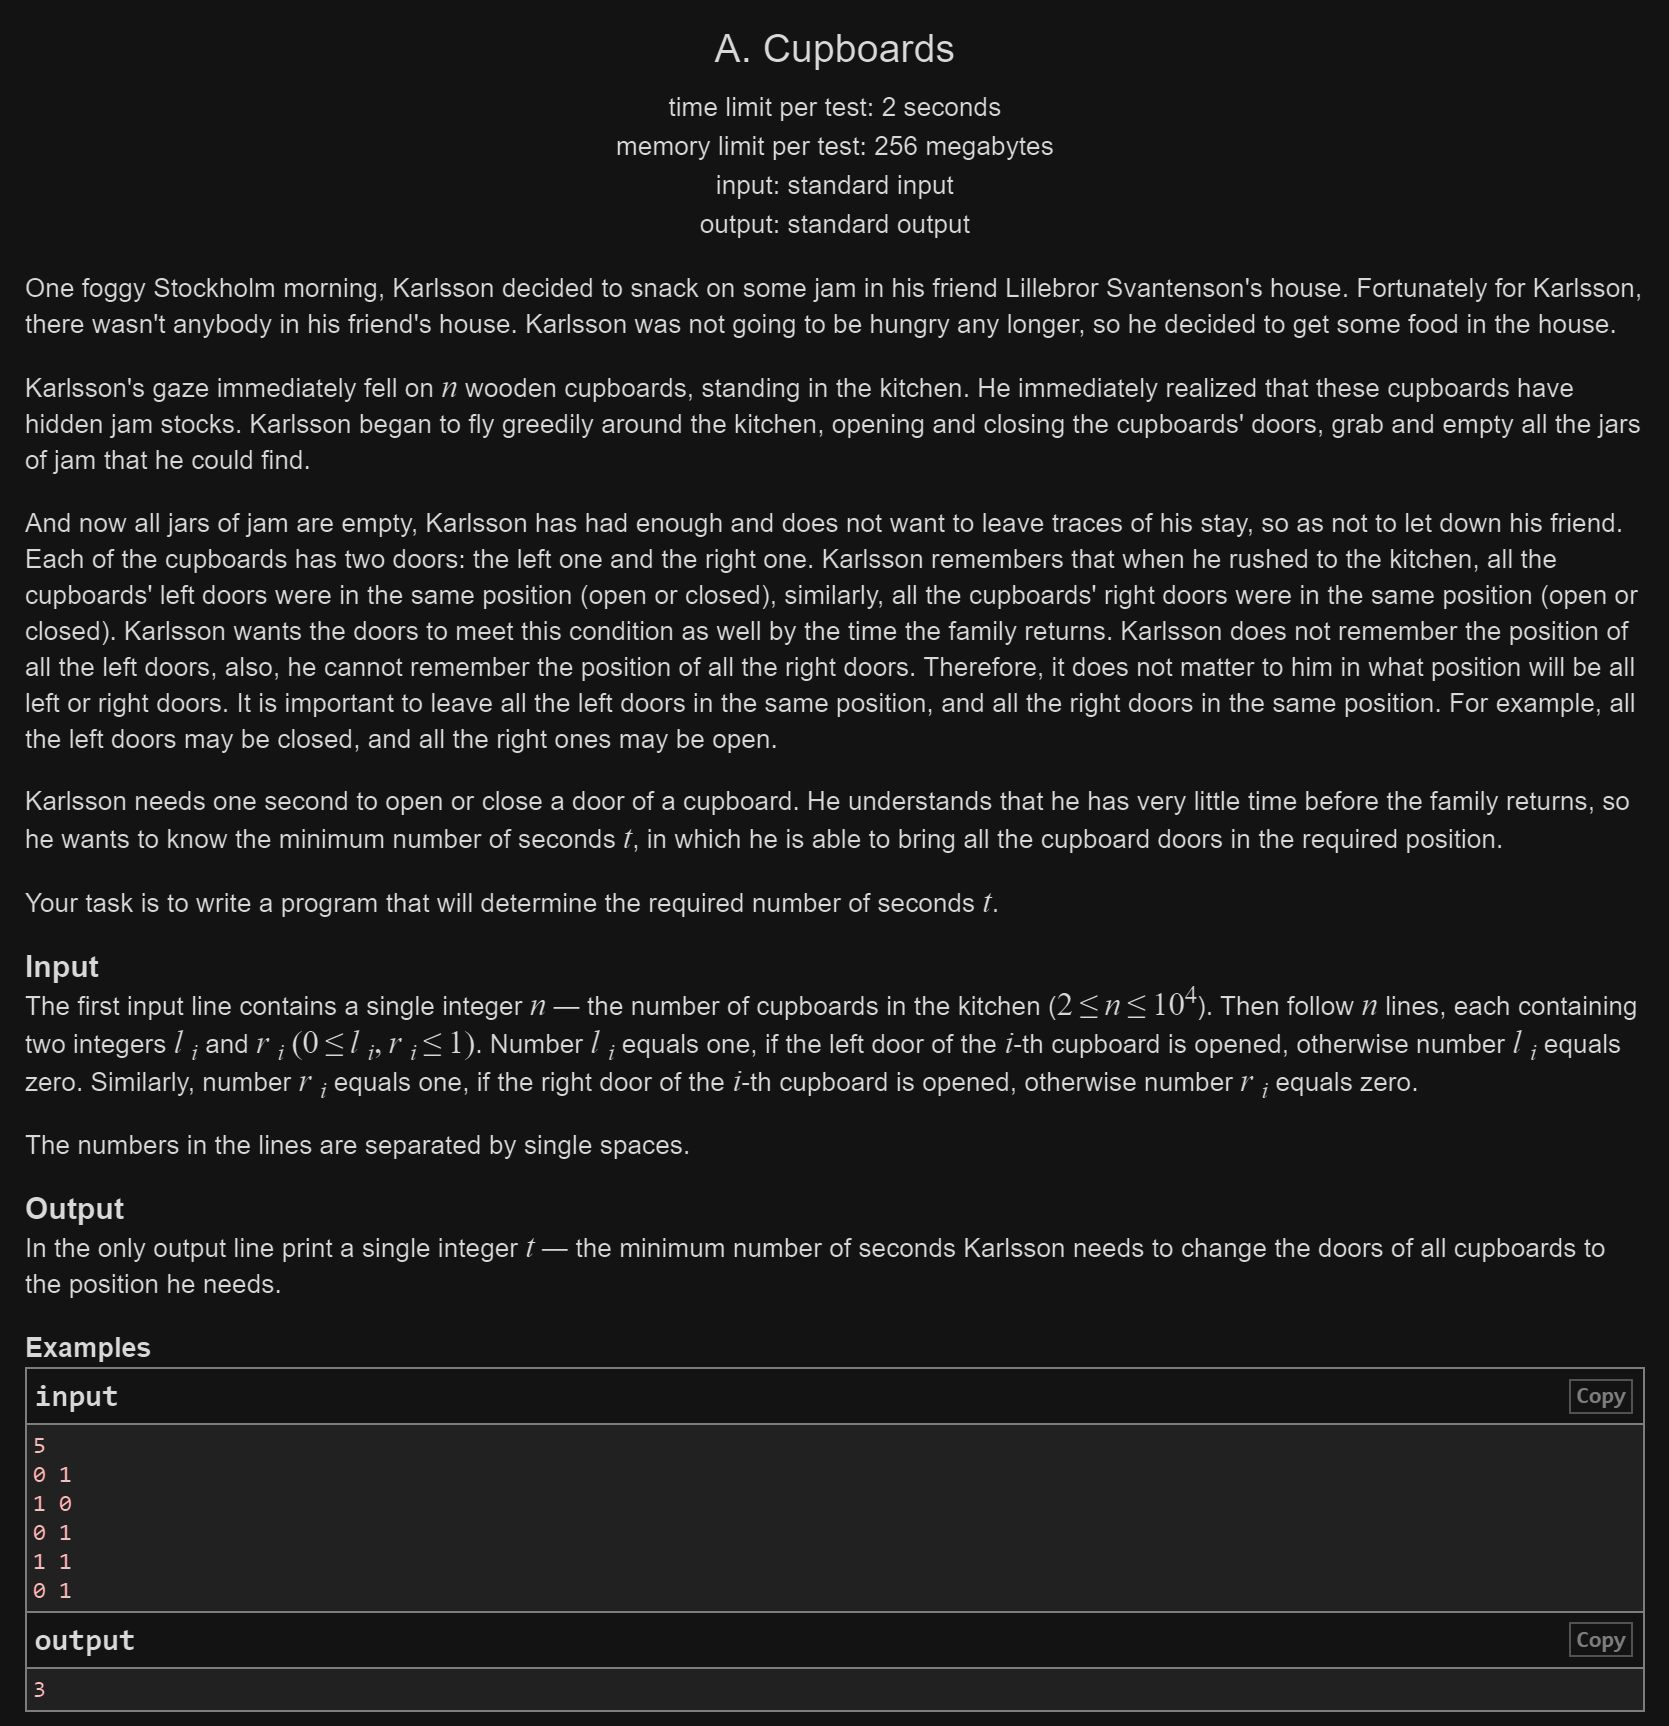 A. Cupboards
time limit per test: 2 seconds
memory limit per test: 256 megabytes
input: standard input
output: standard output
One foggy Stockholm morning, Karlsson decided to snack on some jam in his friend Lillebror Svantenson's house. Fortunately for Karlsson,
there wasn't anybody in his friend's house. Karlsson was not going to be hungry any longer, so he decided to get some food in the house.
Karlsson's gaze immediately fell on n wooden cupboards, standing in the kitchen. He immediately realized that these cupboards have
hidden jam stocks. Karlsson began to fly greedily around the kitchen, opening and closing the cupboards' doors, grab and empty all the jars
of jam that he could find.
And now all jars of jam are empty, Karlsson has had enough and does not want to leave traces of his stay, so as not to let down his friend.
Each of the cupboards has two doors: the left one and the right one. Karlsson remembers that when he rushed to the kitchen, all the
cupboards' left doors were in the same position (open or closed), similarly, all the cupboards' right doors were in the same position (open or
closed). Karlsson wants the doors to meet this condition as well by the time the family returns. Karlsson does not remember the position of
all the left doors, also, he cannot remember the position of all the right doors. Therefore, it does not matter to him in what position will be all
left or right doors. It is important to leave all the left doors in the same position, and all the right doors in the same position. For example, all
the left doors may be closed, and all the right ones may be open.
Karlsson needs one second to open or close a door of a cupboard. He understands that he has very little time before the family returns, so
he wants to know the minimum number of seconds t, in which he is able to bring all the cupboard doors in the required position.
Your task is to write a program that will determine the required number of seconds t.
Input
The first input line contains a single integer n — the number of cupboards in the kitchen (2 ≤ n ≤ 10⁴). Then follow n lines, each containing
two integers l i and r i (0 ≤ l i, r i ≤ 1). Number l i equals one, if the left door of the i-th cupboard is opened, otherwise number l i equals
zero. Similarly, number r i equals one, if the right door of the i-th cupboard is opened, otherwise number r i equals zero.
The numbers in the lines are separated by single spaces.
Output
In the only output line print a single integer t — the minimum number of seconds Karlsson needs to change the doors of all cupboards to
the position he needs.
Examples
input Copy
5
0 1
1 0
0 1
1 1
0 1
output Copy
3